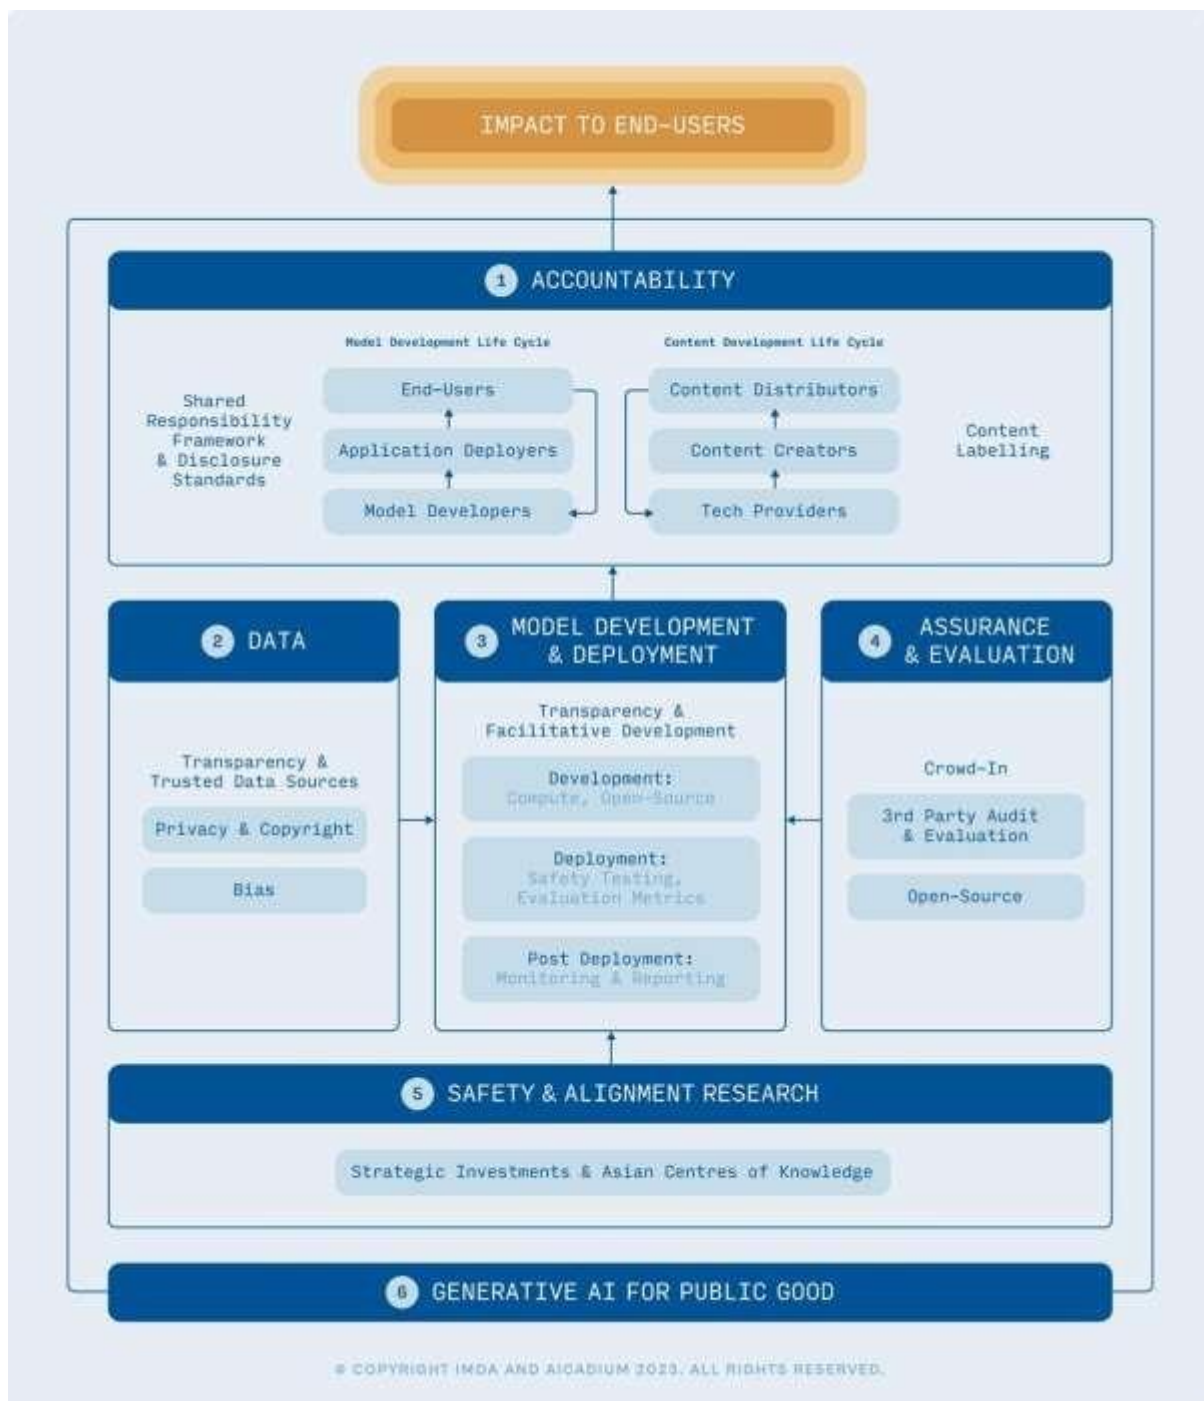 IMPACT TO END-USERS
1 ACCOUNTABILITY
Shared
Responsibility
Framework
& Disclosure
Standards
Model Development Life Cycle
End-Users
Application Deployers
Model Developers
Content Development Life Cycle
Content Distributors
Content Creators
Tech Providers
Content
Labelling
2 DATA
Transparency &
Trusted Data Sources
Privacy & Copyright
Bias
3 MODEL DEVELOPMENT
& DEPLOYMENT
Transparency &
Facilitative Development
Development:
Compute, Open-Source
Deployment:
Safety Testing,
Evaluation Metrics
Post Deployment:
Monitoring & Reporting
4 ASSURANCE
& EVALUATION
Crowd-In
3rd Party Audit
& Evaluation
Open-Source
5 SAFETY & ALIGNMENT RESEARCH
Strategic Investments & Asian Centres of Knowledge
6 GENERATIVE AI FOR PUBLIC GOOD
© COPYRIGHT IMDA AND AICADIUM 2023. ALL RIGHTS RESERVED.